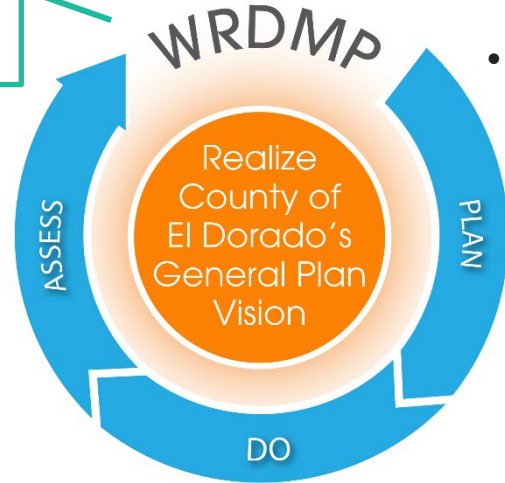 WRDMP
Realize
County of
El Dorado's
General Plan
Vision
PLAN
DO
ASSESS